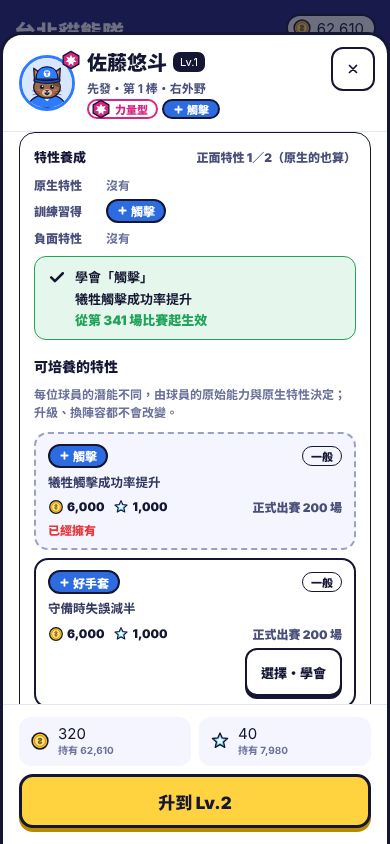 台北獵熊隊
62,610
佐藤悠斗 Lv.1
先發・第 1 棒・右外野
力量型 + 觸擊
×
特性養成 正面特性 1／2（原生的也算）
原生特性 沒有
訓練習得 + 觸擊
負面特性 沒有
學會「觸擊」
犧牲觸擊成功率提升
從第 341 場比賽起生效
可培養的特性
每位球員的潛能不同，由球員的原始能力與原生特性決定；
升級、換陣容都不會改變。
+ 觸擊 一般
犧牲觸擊成功率提升
6,000 1,000 正式出賽 200 場
已經擁有
+ 好手套 一般
守備時失誤減半
6,000 1,000 正式出賽 200 場
選擇・學會
320
持有 62,610
40
持有 7,980
升到 Lv.2